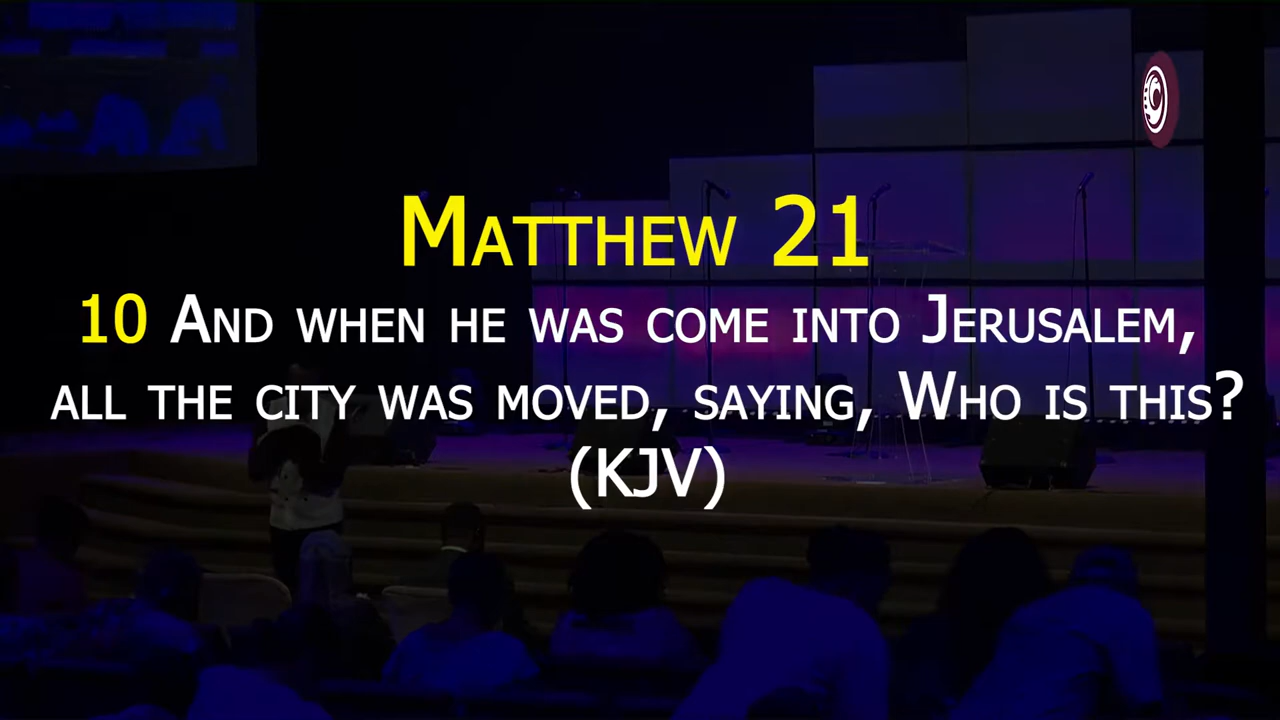 Matthew 21
10 And when he was come into Jerusalem,
all the city was moved, saying, Who is this?
(KJV)